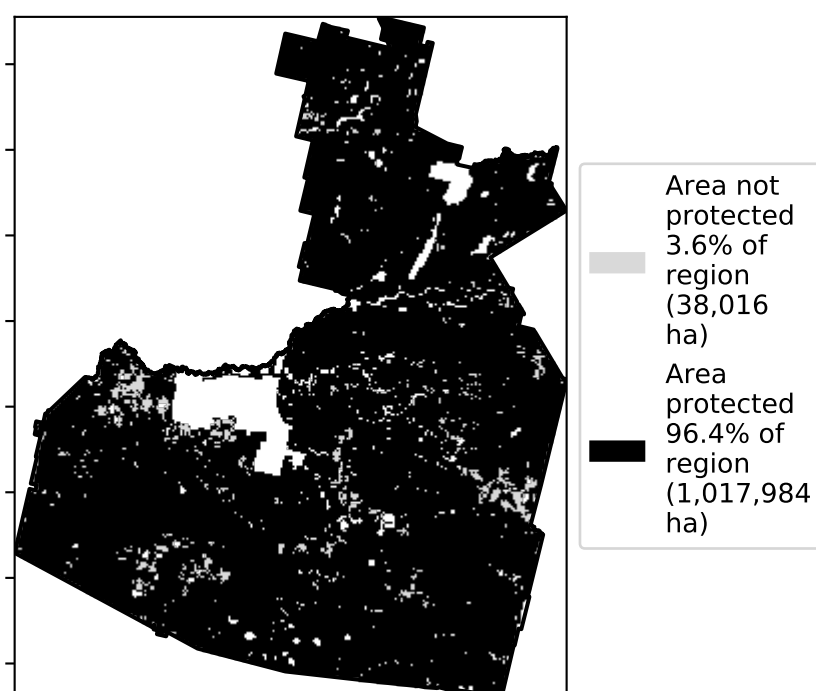 Area not
protected
3.6% of
region
(38,016
ha)
Area
protected
96.4% of
region
(1,017,984
ha)